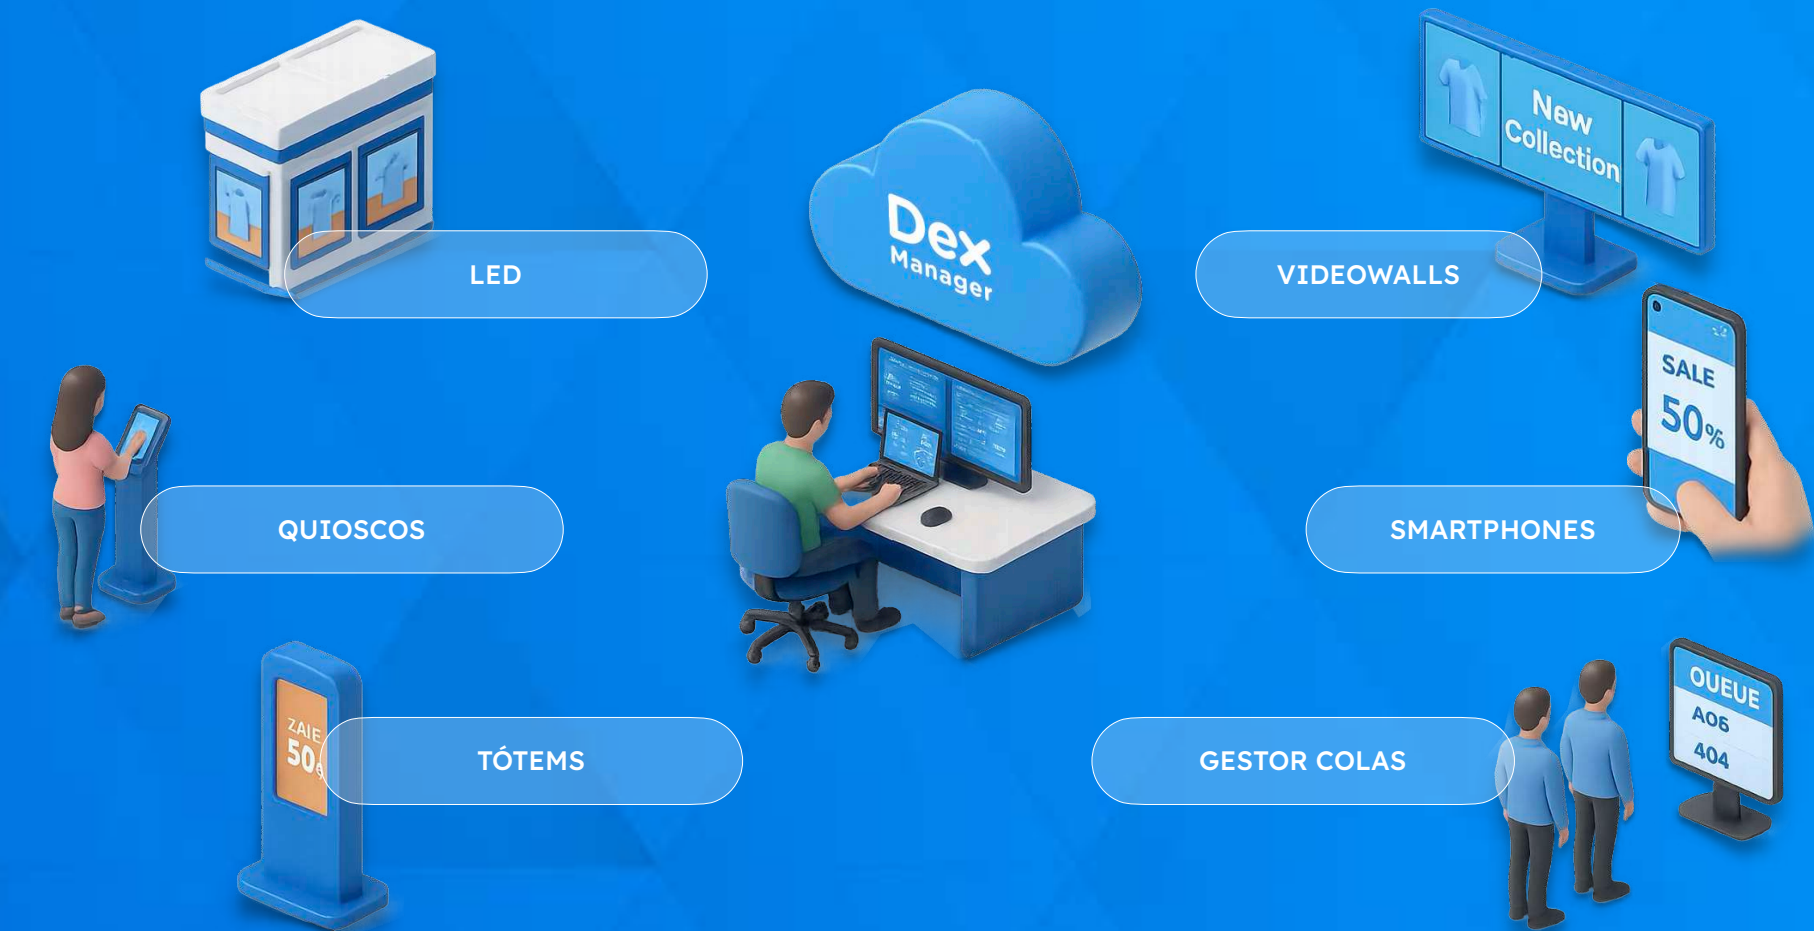 New
Collection
Dex
Manager
LED
VIDEOWALLS
SALE
50%
QUIOSCOS
SMARTPHONES
OUEUE
A06
404
ZAIE
50%
TÓTEMS
GESTOR COLAS